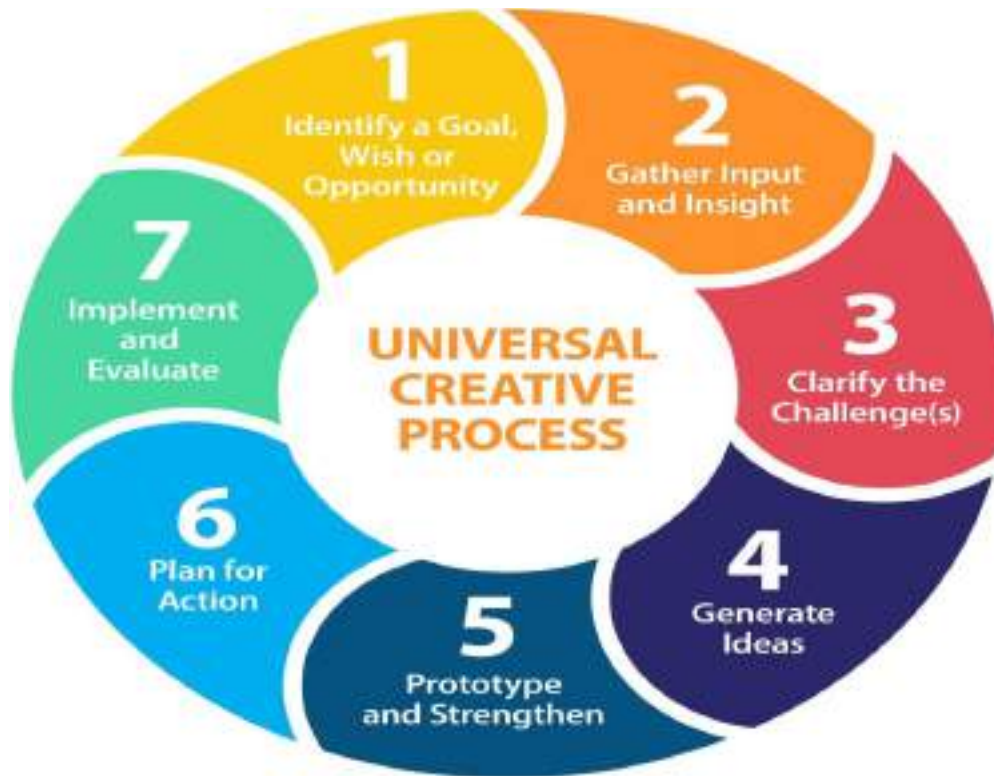 UNIVERSAL
CREATIVE
PROCESS
1
Identify a Goal,
Wish or
Opportunity
2
Gather Input
and Insight
3
Clarify the
Challenge(s)
4
Generate
Ideas
5
Prototype
and Strengthen
6
Plan for
Action
7
Implement
and
Evaluate